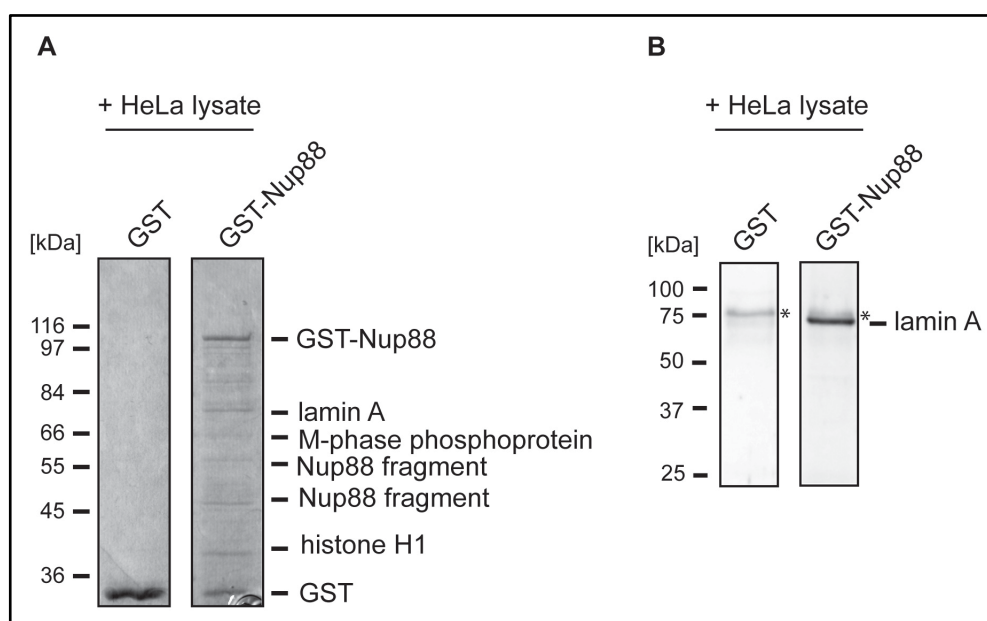 A
+ HeLa lysate
GST
GST-Nup88
[kDa]
116
97
84
66
55
45
36
GST-Nup88
lamin A
M-phase phosphoprotein
Nup88 fragment
Nup88 fragment
histone H1
GST
B
+ HeLa lysate
GST
GST-Nup88
[kDa]
100
75
50
37
25
*
*
lamin A